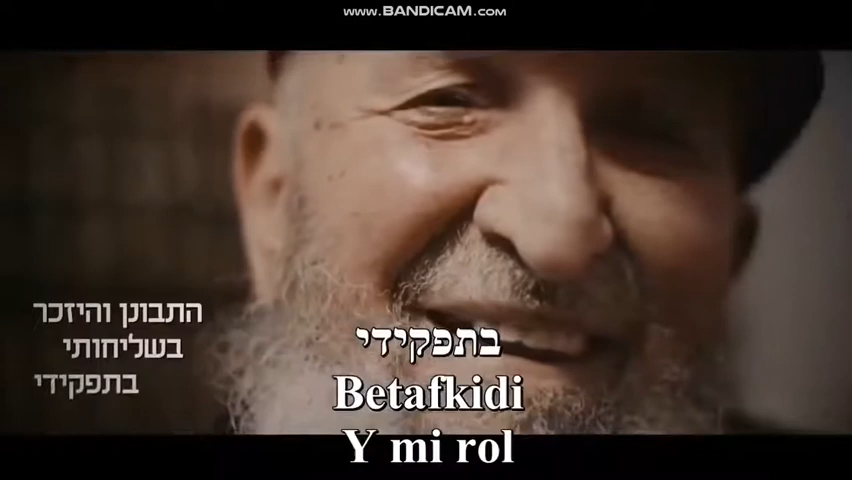 www.BANDICAM.com
התבונן והיזכר
בשליחותי
בתפקידי
בתפקידי
Betafkidi
Y mi rol